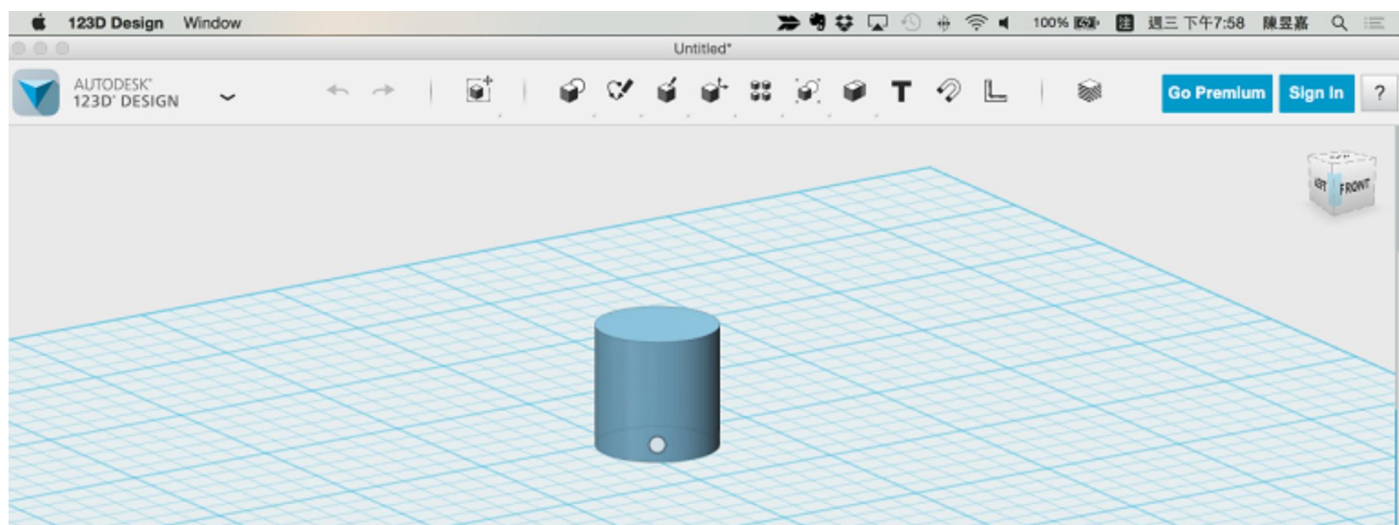 123D Design Window 100% 週三 下午7:58 陳昱嘉
Untitled*
AUTODESK®
123D® DESIGN
T
Go Premium Sign In ?
FRONT